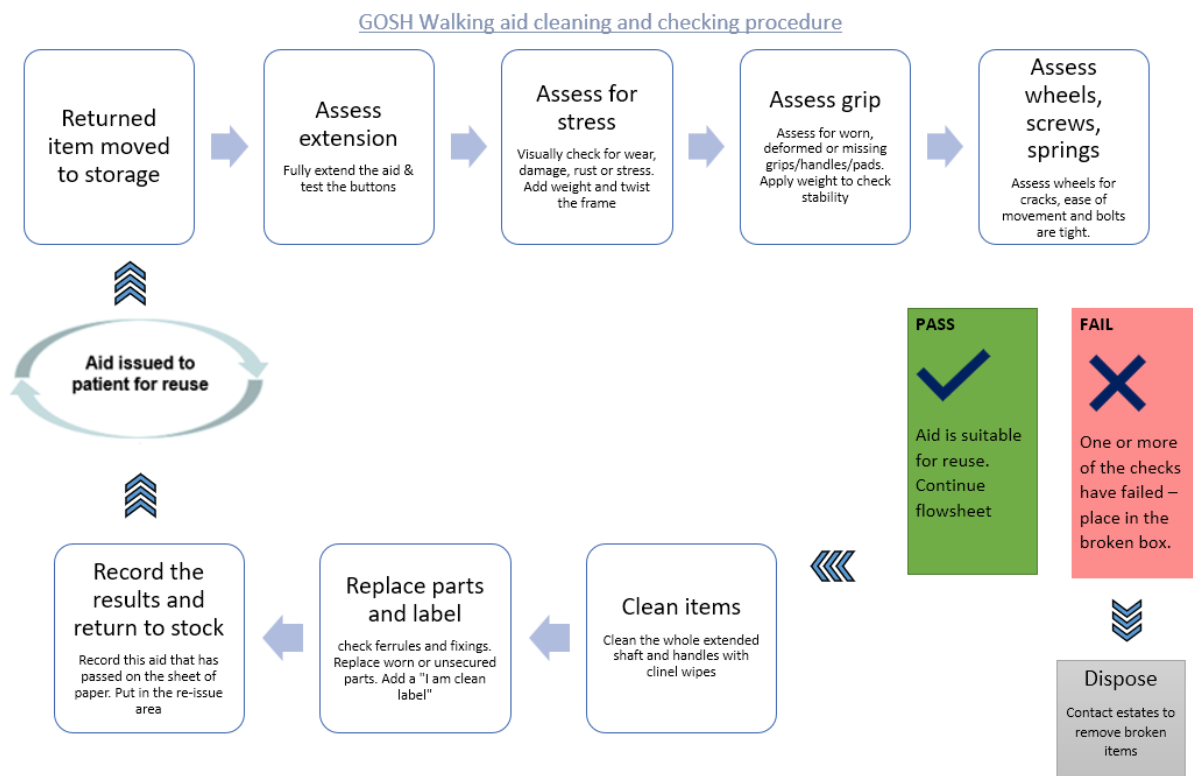 GOSH Walking aid cleaning and checking procedure
Returned
item moved
to storage
Assess
extension
Fully extend the aid &
test the buttons
Assess for
stress
Visually check for wear,
damage, rust or stress.
Add weight and twist
the frame
Assess grip
Assess for worn,
deformed or missing
grips/handles/pads.
Apply weight to check
stability
Assess
wheels,
screws,
springs
Assess wheels for
cracks, ease of
movement and bolts
are tight.
PASS
Aid is suitable
for reuse.
Continue
flowsheet
FAIL
One or more
of the checks
have failed –
place in the
broken box.
Dispose
Contact estates to
remove broken
items
Clean items
Clean the whole extended
shaft and handles with
clinel wipes
Replace parts
and label
check ferrules and fixings.
Replace worn or unsecured
parts. Add a "I am clean
label"
Record the
results and
return to stock
Record this aid that has
passed on the sheet of
paper. Put in the re-issue
area
Aid issued to
patient for reuse